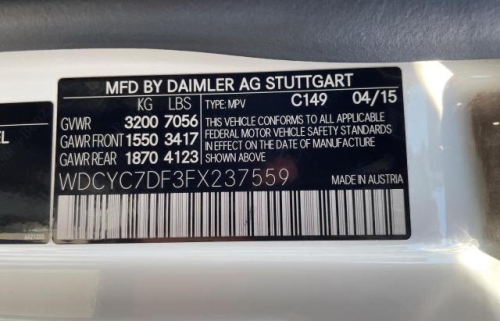 MFD BY DAIMLER AG STUTTGART
KG LBS TYPE: MPV C149 04/15
GVWR 3200 7056 THIS VEHICLE CONFORMS TO ALL APPLICABLE
GAWR FRONT 1550 3417 FEDERAL MOTOR VEHICLE SAFETY STANDARDS
GAWR REAR 1870 4123 IN EFFECT ON THE DATE OF MANUFACTURE
WDCYC7DF3FX237559 MADE IN AUSTRIA
EL